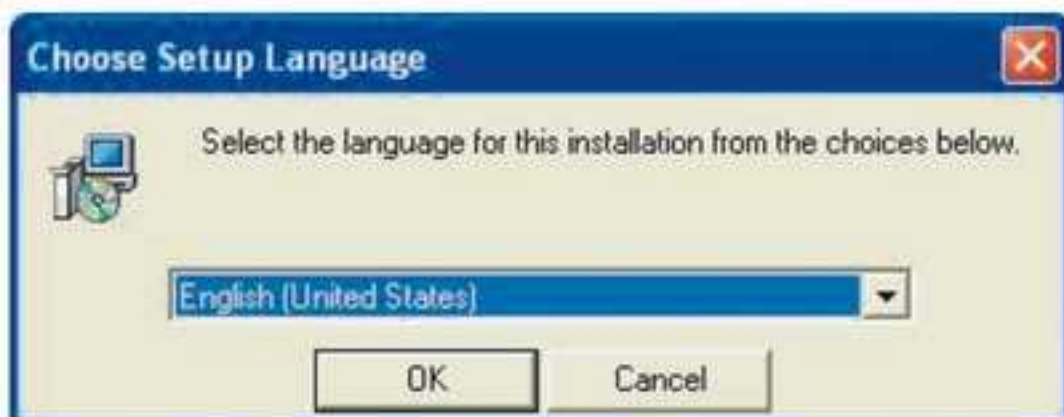 Choose Setup Language
Select the language for this installation from the choices below.
English (United States)
OK
Cancel